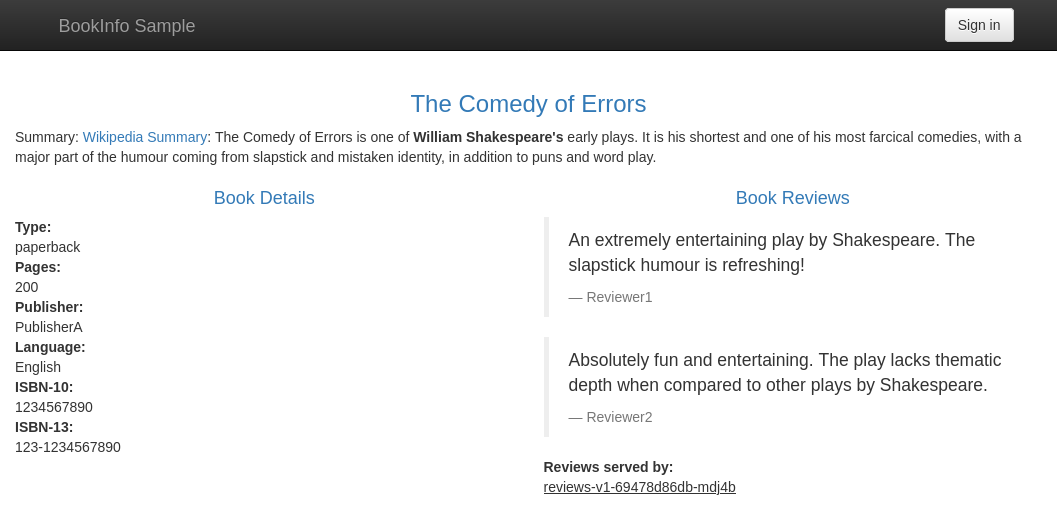 BookInfo Sample
Sign in
The Comedy of Errors
Summary: Wikipedia Summary: The Comedy of Errors is one of William Shakespeare's early plays. It is his shortest and one of his most farcical comedies, with a
major part of the humour coming from slapstick and mistaken identity, in addition to puns and word play.
Book Details
Type:
paperback
Pages:
200
Publisher:
PublisherA
Language:
English
ISBN-10:
1234567890
ISBN-13:
123-1234567890
Book Reviews
An extremely entertaining play by Shakespeare. The
slapstick humour is refreshing!
— Reviewer1
Absolutely fun and entertaining. The play lacks thematic
depth when compared to other plays by Shakespeare.
— Reviewer2
Reviews served by:
reviews-v1-69478d86db-mdj4b